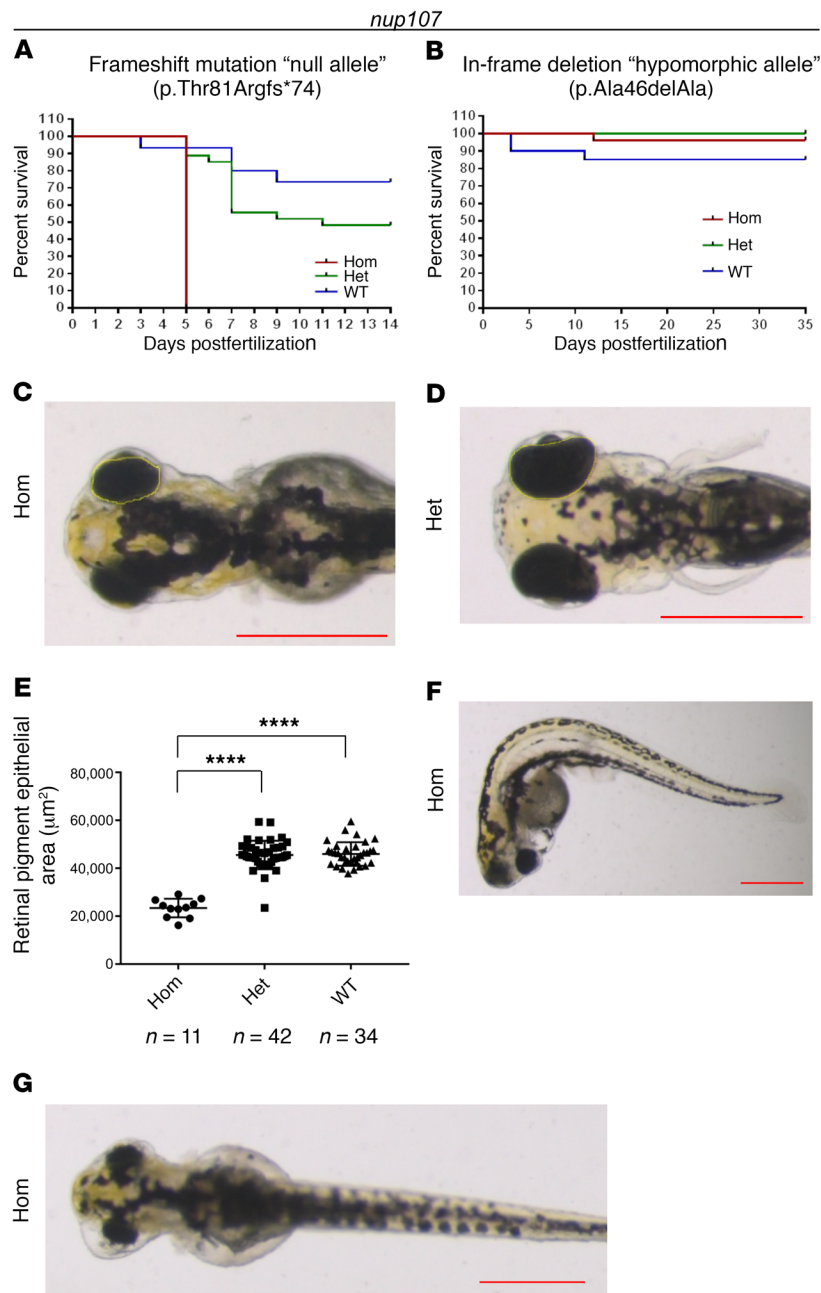 nup107
A
Frameshift mutation “null allele”
(p.Thr81Argfs*74)
Percent survival
110
100
90
80
70
60
50
40
30
20
10
0
0 1 2 3 4 5 6 7 8 9 10 11 12 13 14
Days postfertilization
Hom
Het
WT
B
In-frame deletion “hypomorphic allele”
(p.Ala46delAla)
Percent survival
110
100
90
80
70
60
50
40
30
20
10
0
0 5 10 15 20 25 30 35
Days postfertilization
Hom
Het
WT
C
Hom
D
Het
E
Retinal pigment epithelial
area (µm²)
80,000
60,000
40,000
20,000
0
****
****
Hom Het WT
n = 11 n = 42 n = 34
F
Hom
G
Hom